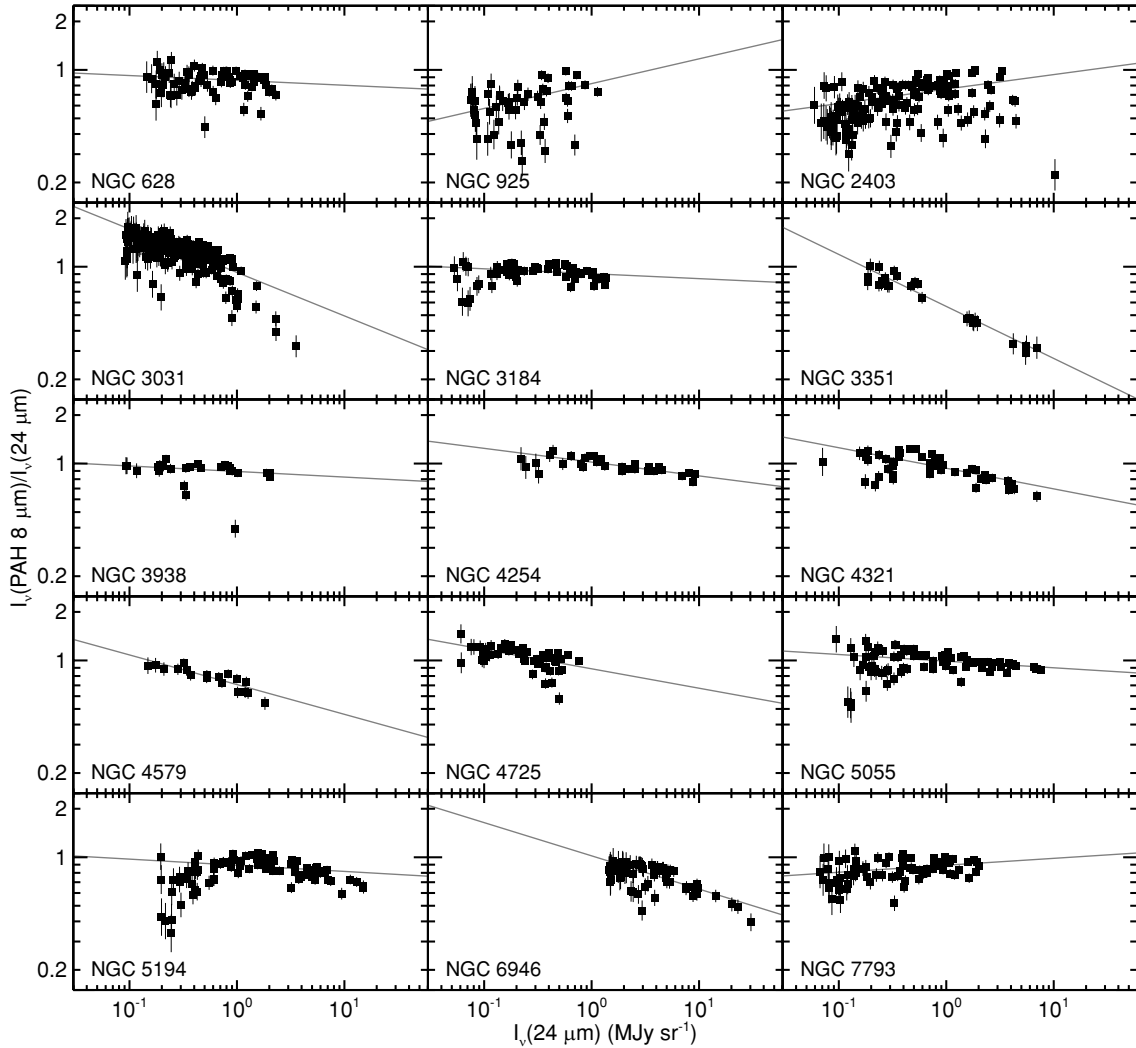 2
1
0.2
NGC 628
NGC 925
NGC 2403
2
1
0.2
NGC 3031
NGC 3184
NGC 3351
2
1
0.2
NGC 3938
NGC 4254
NGC 4321
2
1
0.2
NGC 4579
NGC 4725
NGC 5055
2
1
0.2
NGC 5194
NGC 6946
NGC 7793
10⁻¹ 10⁰ 10¹ 10⁻¹ 10⁰ 10¹ 10⁻¹ 10⁰ 10¹
Iᵥ(24 μm) (MJy sr⁻¹)
Iᵥ(PAH 8 μm)/Iᵥ(24 μm)